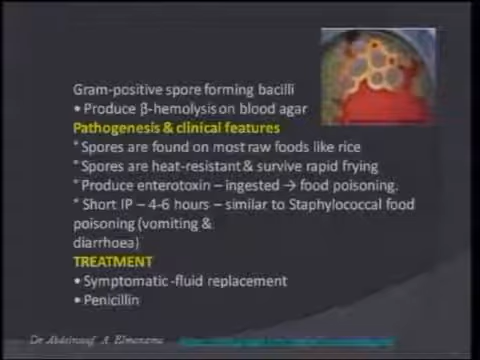 Gram-positive spore forming bacilli
• Produce β-hemolysis on blood agar
Pathogenesis & clinical features
* Spores are found on most raw foods like rice
* Spores are heat-resistant & survive rapid frying
* Produce enterotoxin – ingested → food poisoning.
* Short IP – 4-6 hours – similar to Staphylococcal food
poisoning (vomiting &
diarrhoea)
TREATMENT
• Symptomatic -fluid replacement
• Penicillin
Dr Abdelraouf A. Elmanama